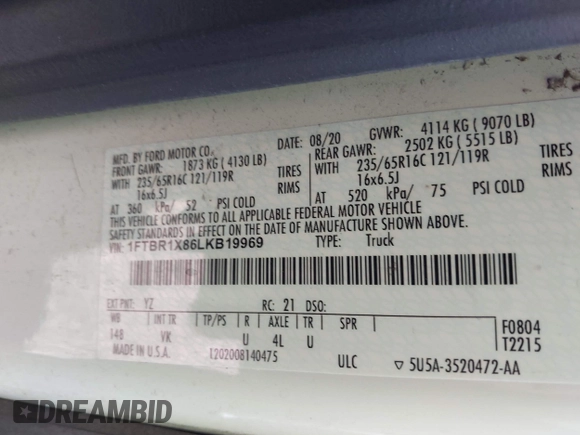 MFD. BY FORD MOTOR CO.
DATE: 08/20 GVWR: 4114 KG ( 9070 LB)
FRONT GAWR: 1873 KG ( 4130 LB) REAR GAWR: 2502 KG ( 5515 LB)
WITH 235/65R16C 121/119R TIRES WITH 235/65R16C 121/119R TIRES
16x6.5J RIMS 16x6.5J RIMS
AT 360 kPa/ 52 PSI COLD AT 520 kPa/ 75 PSI COLD
THIS VEHICLE CONFORMS TO ALL APPLICABLE FEDERAL MOTOR VEHICLE
SAFETY STANDARDS IN EFFECT ON THE DATE OF MANUFACTURE SHOWN ABOVE.
VIN: 1FTBR1X86LKB19969 TYPE: Truck
EXT PNT: YZ RC: 21 DSO:
WB INT TR TP/PS R AXLE TR SPR
148 VK U 4L U
F0804
T2215
MADE IN U.S.A. 1202008140475 ULC ▽ 5U5A-3520472-AA
DREAMBID